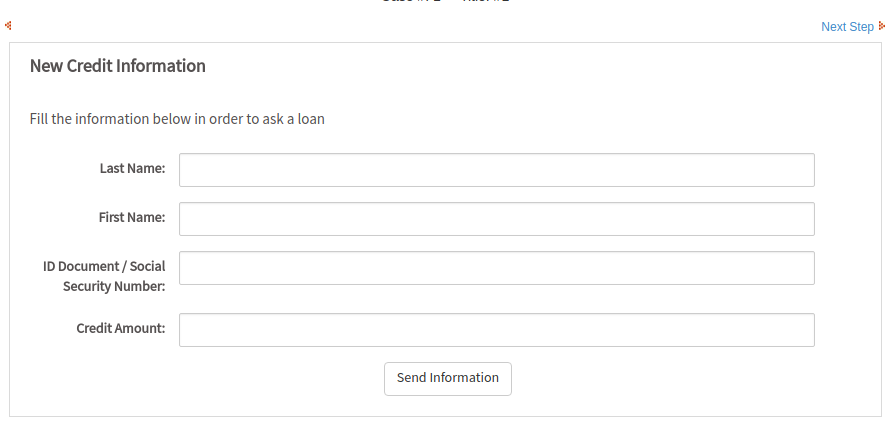 Next Step
New Credit Information
Fill the information below in order to ask a loan
Last Name:
First Name:
ID Document / Social
Security Number:
Credit Amount:
Send Information